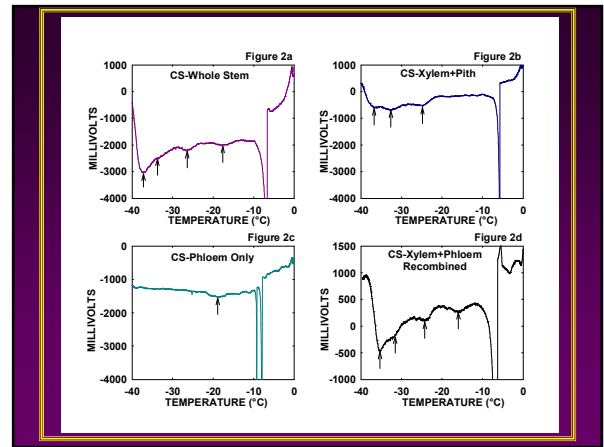 Figure 2a
CS-Whole Stem
1000
0
-1000
-2000
-3000
-4000
MILLIVOLTS
-40 -30 -20 -10 0
TEMPERATURE (°C)
Figure 2b
CS-Xylem+Pith
1000
0
-1000
-2000
-3000
-4000
MILLIVOLTS
-40 -30 -20 -10 0
TEMPERATURE (°C)
Figure 2c
CS-Phloem Only
0
-1000
-2000
-3000
-4000
MILLIVOLTS
-40 -30 -20 -10 0
TEMPERATURE (°C)
Figure 2d
CS-Xylem+Phloem
Recombined
1500
1000
500
0
-500
-1000
MILLIVOLTS
-40 -30 -20 -10 0
TEMPERATURE (°C)